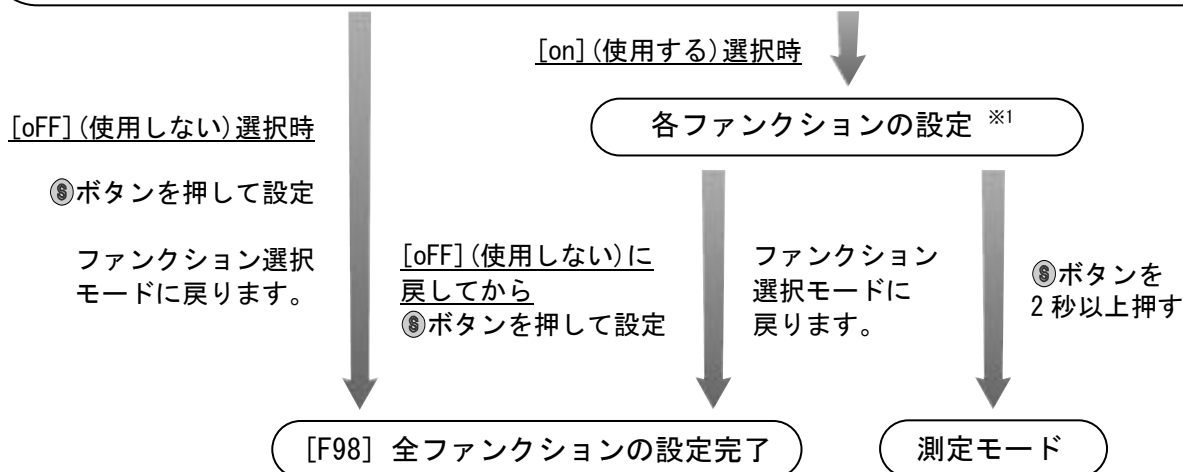 [on](使用する)選択時
各ファンクションの設定 ※1
[oFF](使用しない)選択時
Ⓢボタンを押して設定
ファンクション選択
モードに戻ります。
[oFF](使用しない)に
戻してから
Ⓢボタンを押して設定
ファンクション
選択モードに
戻ります。
Ⓢボタンを
2秒以上押す
[F98] 全ファンクションの設定完了
測定モード